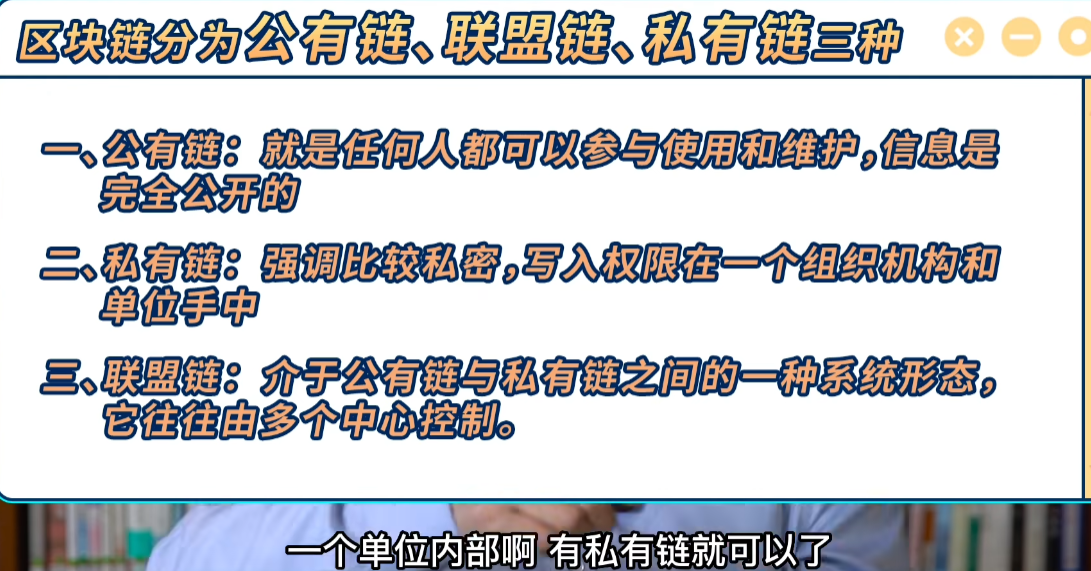 区块链分为公有链、联盟链、私有链三种
一、公有链：就是任何人都可以参与使用和维护，信息是
完全公开的
二、私有链：强调比较私密，写入权限在一个组织机构和
单位手中
三、联盟链：介于公有链与私有链之间的一种系统形态，
它往往由多个中心控制。
一个单位内部啊 有私有链就可以了